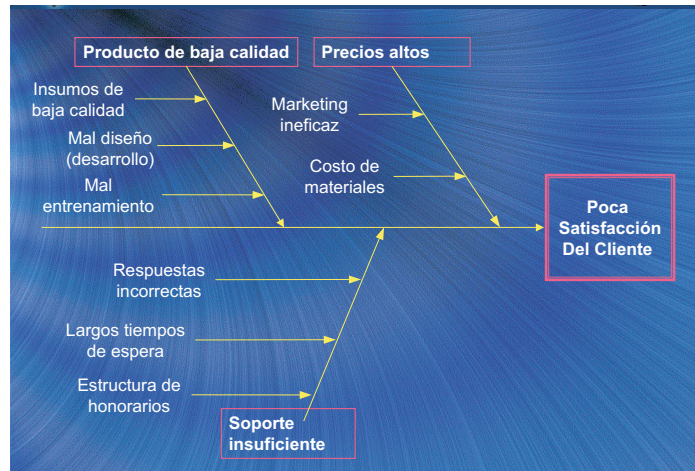 Producto de baja calidad
Precios altos
Insumos de
baja calidad
Mal diseño
(desarrollo)
Mal
entrenamiento
Marketing
ineficaz
Costo de
materiales
Poca
Satisfacción
Del Cliente
Respuestas
incorrectas
Largos tiempos
de espera
Estructura de
honorarios
Soporte
insuficiente